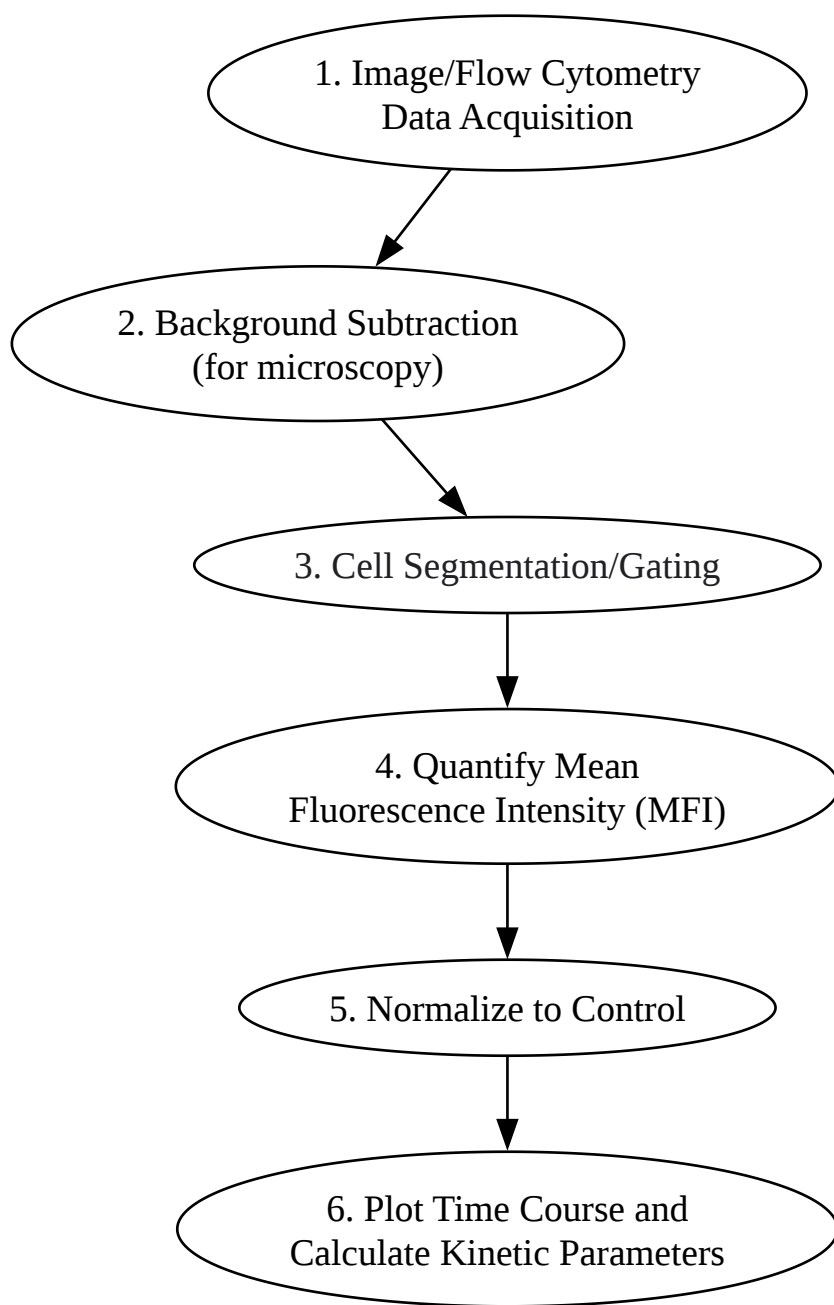 1. Image/Flow Cytometry
Data Acquisition
2. Background Subtraction
(for microscopy)
3. Cell Segmentation/Gating
4. Quantify Mean
Fluorescence Intensity (MFI)
5. Normalize to Control
6. Plot Time Course and
Calculate Kinetic Parameters